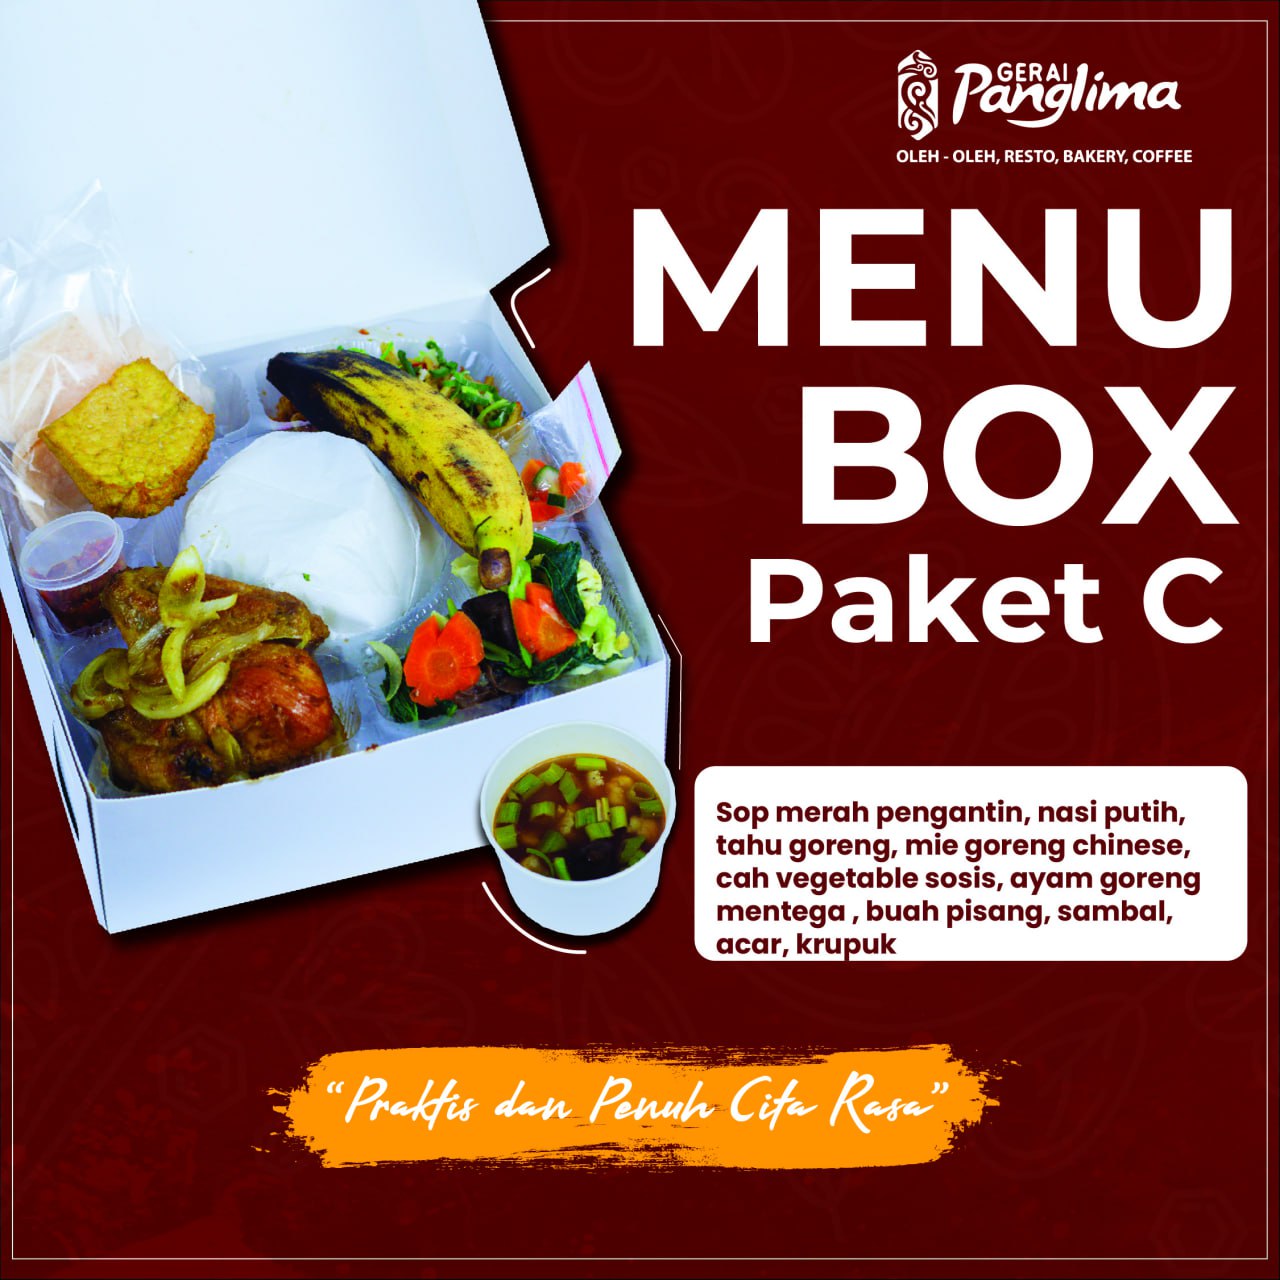 GERAI
Panglima
OLEH - OLEH, RESTO, BAKERY, COFFEE
MENU
BOX
Paket C
Sop merah pengantin, nasi putih,
tahu goreng, mie goreng chinese,
cah vegetable sosis, ayam goreng
mentega , buah pisang, sambal,
acar, krupuk
“Praktis dan Penuh Cita Rasa”